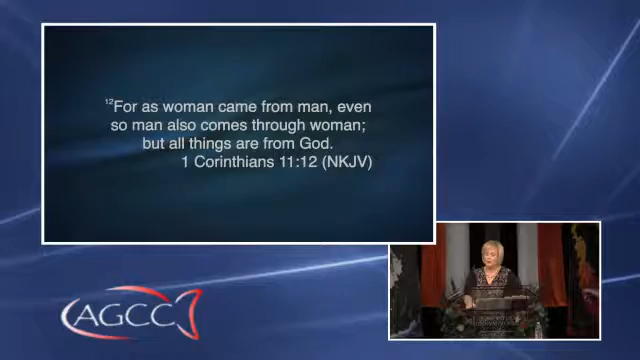 ¹²For as woman came from man, even
so man also comes through woman;
but all things are from God.
1 Corinthians 11:12 (NKJV)
AGCC